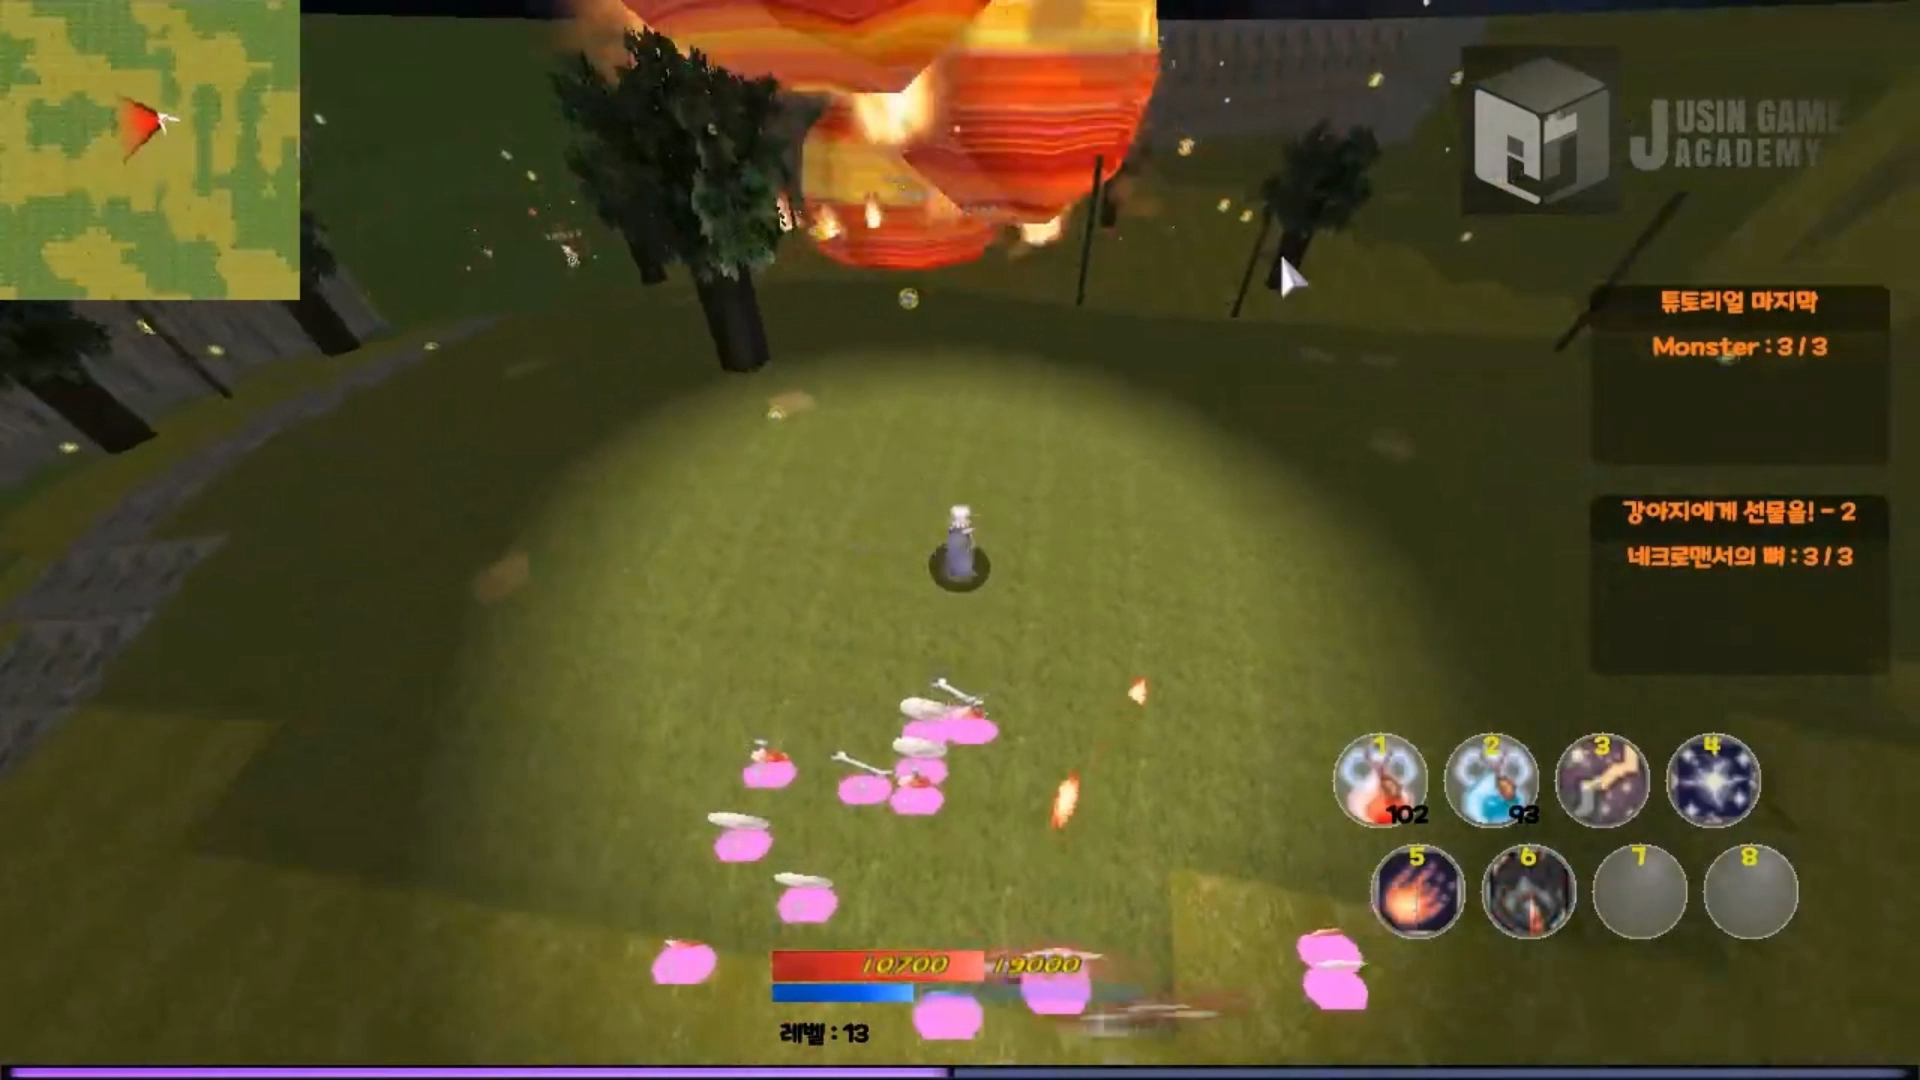 JUSIN GAME
ACADEMY
튜토리얼 마지막
Monster : 3 / 3
강아지에게 선물을! - 2
네크로맨서의 뼈 : 3 / 3
1 2 3 4
102 93
5 6 7 8
10700 / 19000
레벨 : 13